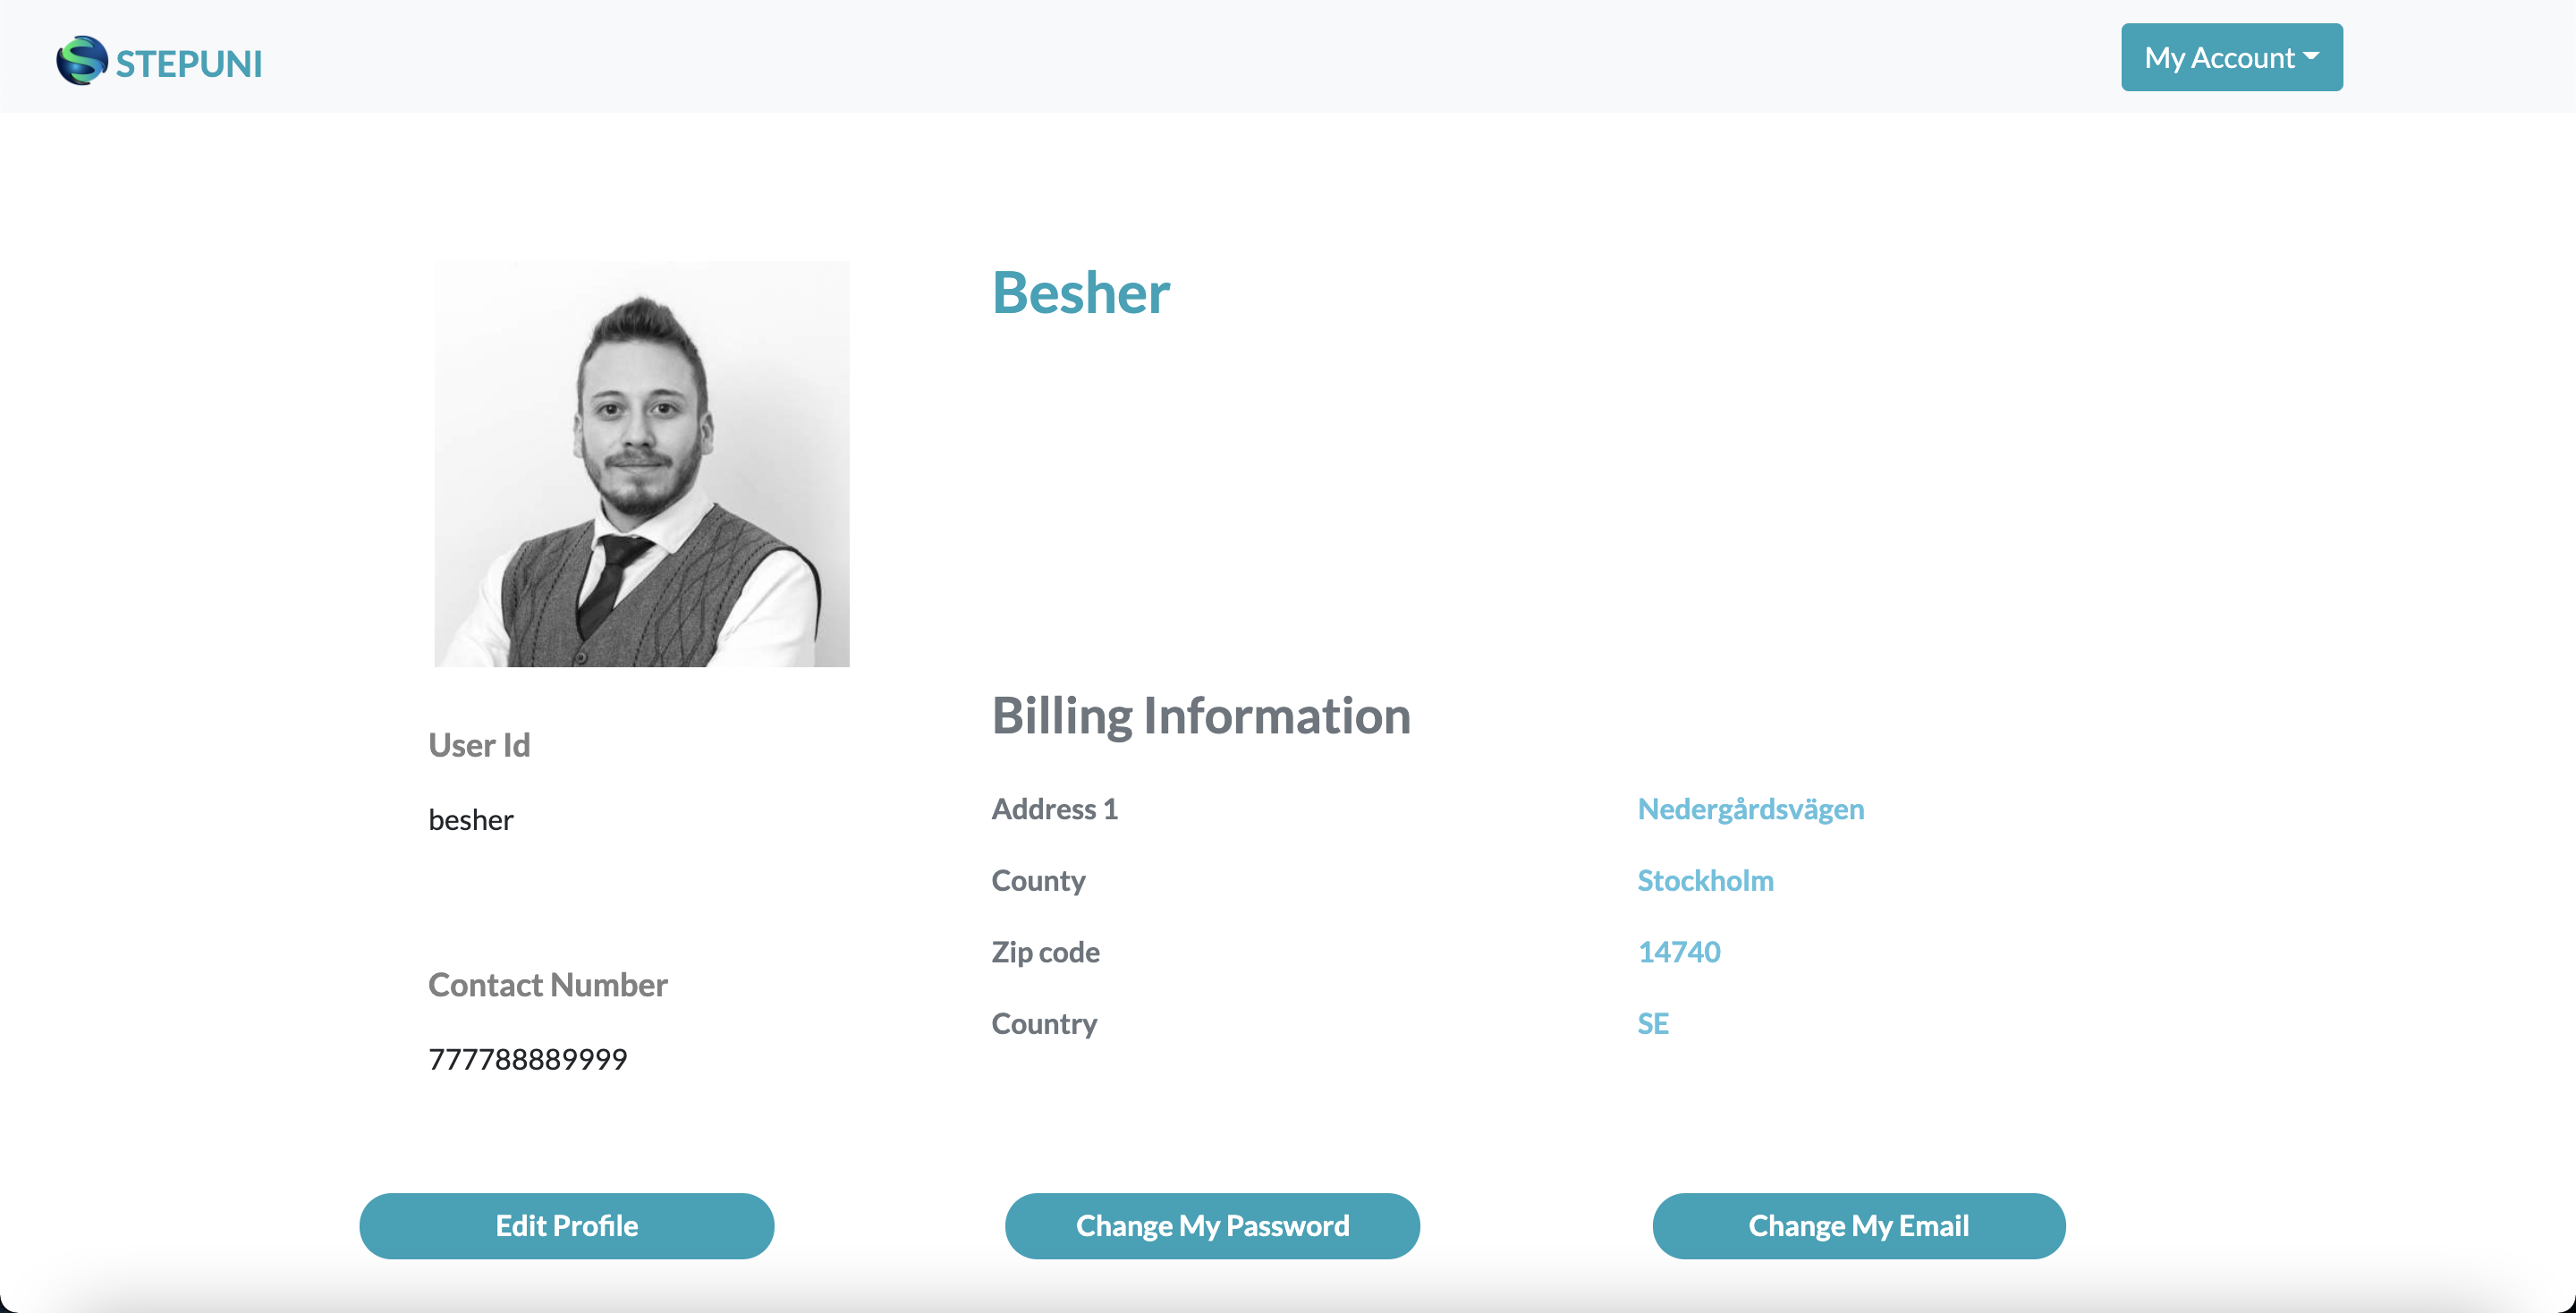 STEPUNI
My Account
Besher
User Id
besher
Contact Number
777788889999
Billing Information
Address 1 Nedergårdsvägen
County Stockholm
Zip code 14740
Country SE
Edit Profile
Change My Password
Change My Email